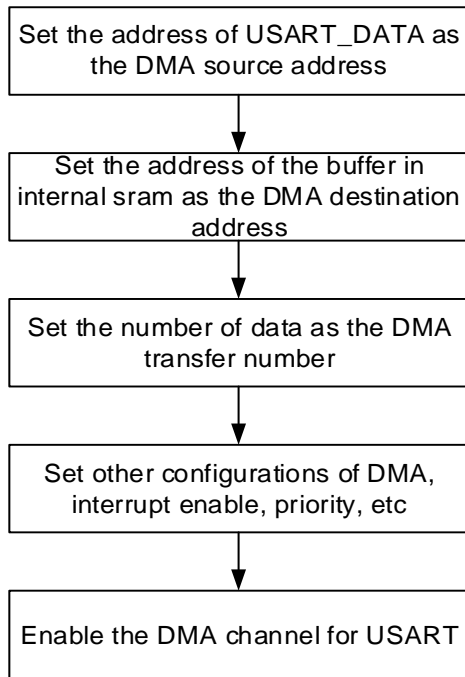 Set the address of USART_DATA as
the DMA source address
Set the address of the buffer in
internal sram as the DMA destination
address
Set the number of data as the DMA
transfer number
Set other configurations of DMA,
interrupt enable, priority, etc
Enable the DMA channel for USART